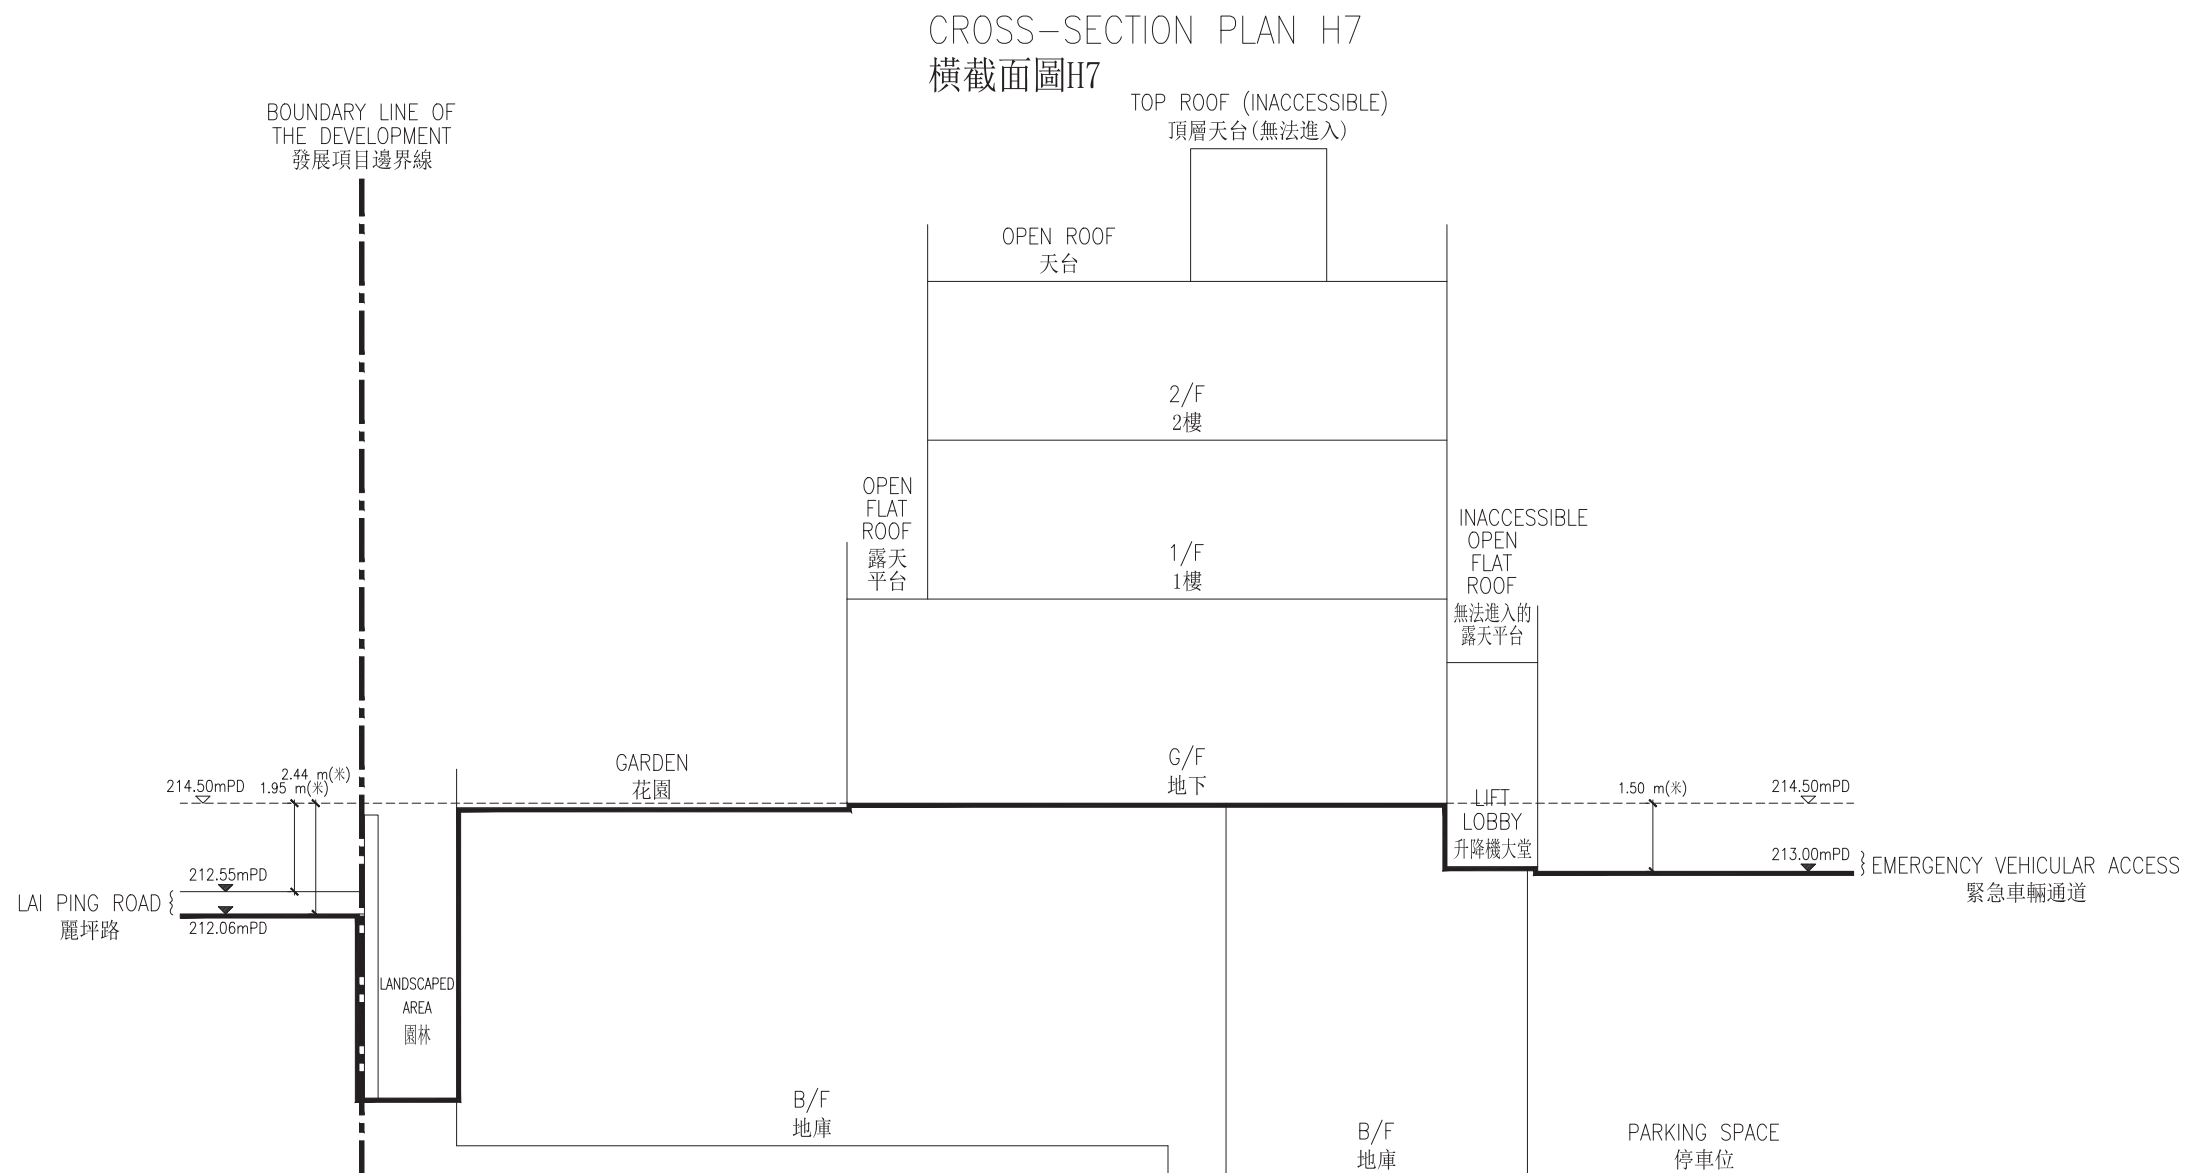 CROSS-SECTION PLAN H7
橫截面圖H7
BOUNDARY LINE OF
THE DEVELOPMENT
發展項目邊界線
TOP ROOF (INACCESSIBLE)
頂層天台(無法進入)
OPEN ROOF
天台
2/F
2樓
OPEN
FLAT
ROOF
露天
平台
1/F
1樓
INACCESSIBLE
OPEN
FLAT
ROOF
無法進入的
露天平台
GARDEN
花園
G/F
地下
214.50mPD
2.44 m(米)
1.95 m(米)
LIFT
LOBBY
升降機大堂
1.50 m(米)
214.50mPD
213.00mPD
EMERGENCY VEHICULAR ACCESS
緊急車輛通道
212.55mPD
LAI PING ROAD
麗坪路
212.06mPD
LANDSCAPED
AREA
園林
B/F
地庫
B/F
地庫
PARKING SPACE
停車位